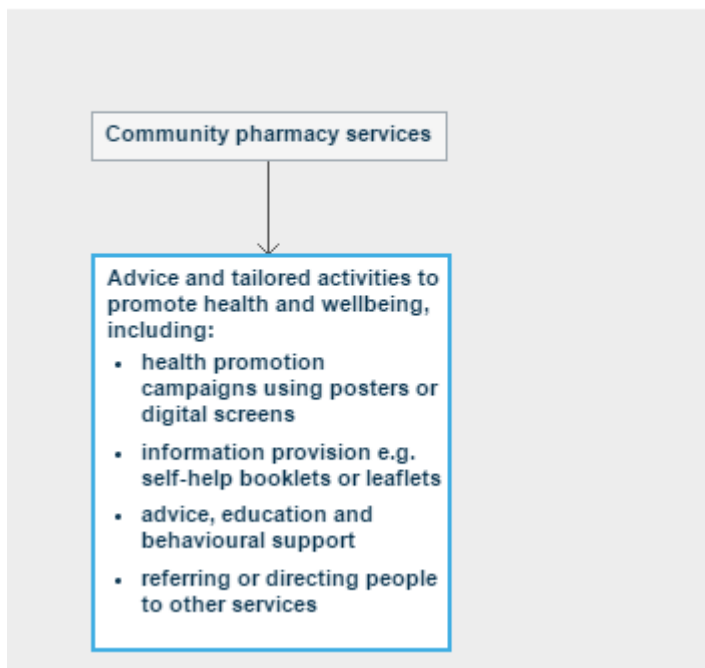 Community pharmacy services
Advice and tailored activities to
promote health and wellbeing,
including:
• health promotion
campaigns using posters or
digital screens
• information provision e.g.
self-help booklets or leaflets
• advice, education and
behavioural support
• referring or directing people
to other services